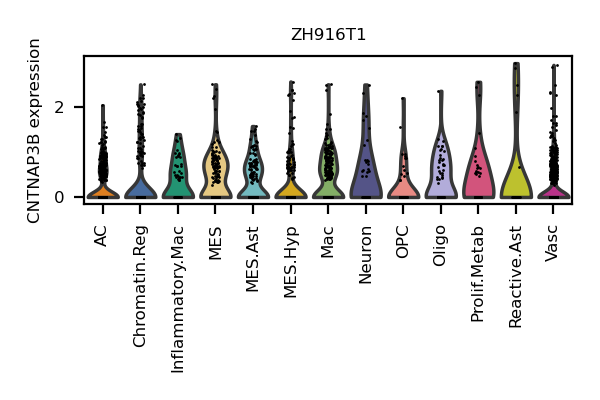 ZH916T1
CNTNAP3B expression
2
0
AC
Chromatin.Reg
Inflammatory.Mac
MES
MES.Ast
MES.Hyp
Mac
Neuron
OPC
Oligo
Prolif.Metab
Reactive.Ast
Vasc